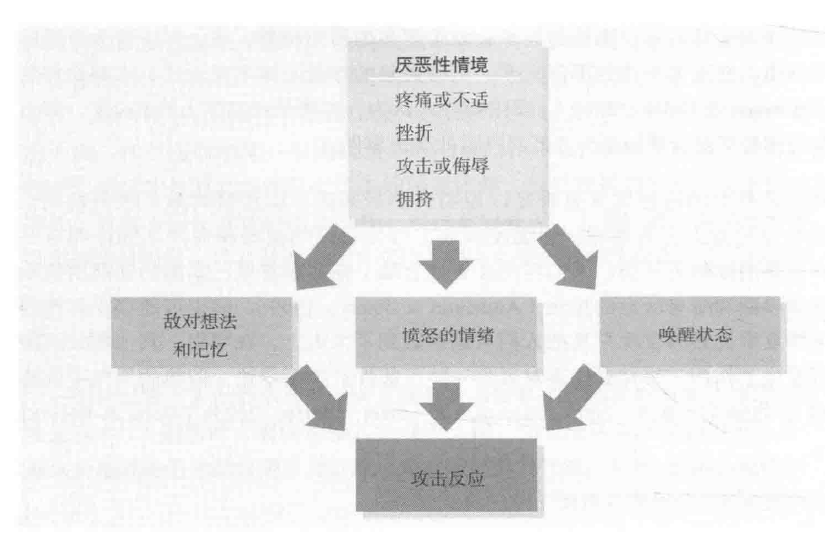 厌恶性情境
疼痛或不适
挫折
攻击或侮辱
拥挤
敌对想法
和记忆
愤怒的情绪
唤醒状态
攻击反应